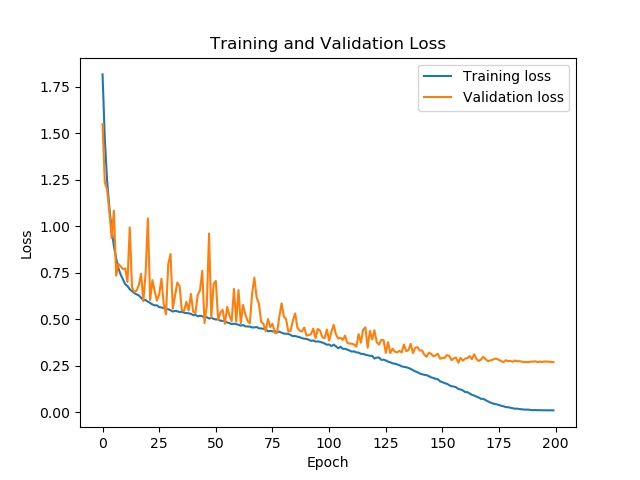 Training and Validation Loss
Training loss
Validation loss
1.75
1.50
1.25
1.00
0.75
0.50
0.25
0.00
Loss
0 25 50 75 100 125 150 175 200
Epoch